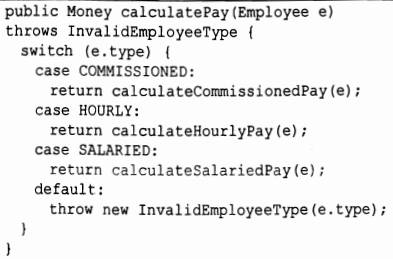 public Money calculatePay(Employee e)
throws InvalidEmployeeType {
  switch (e.type) {
    case COMMISSIONED:
      return calculateCommissionedPay(e);
    case HOURLY:
      return calculateHourlyPay(e);
    case SALARIED:
      return calculateSalariedPay(e);
    default:
      throw new InvalidEmployeeType(e.type);
  }
}